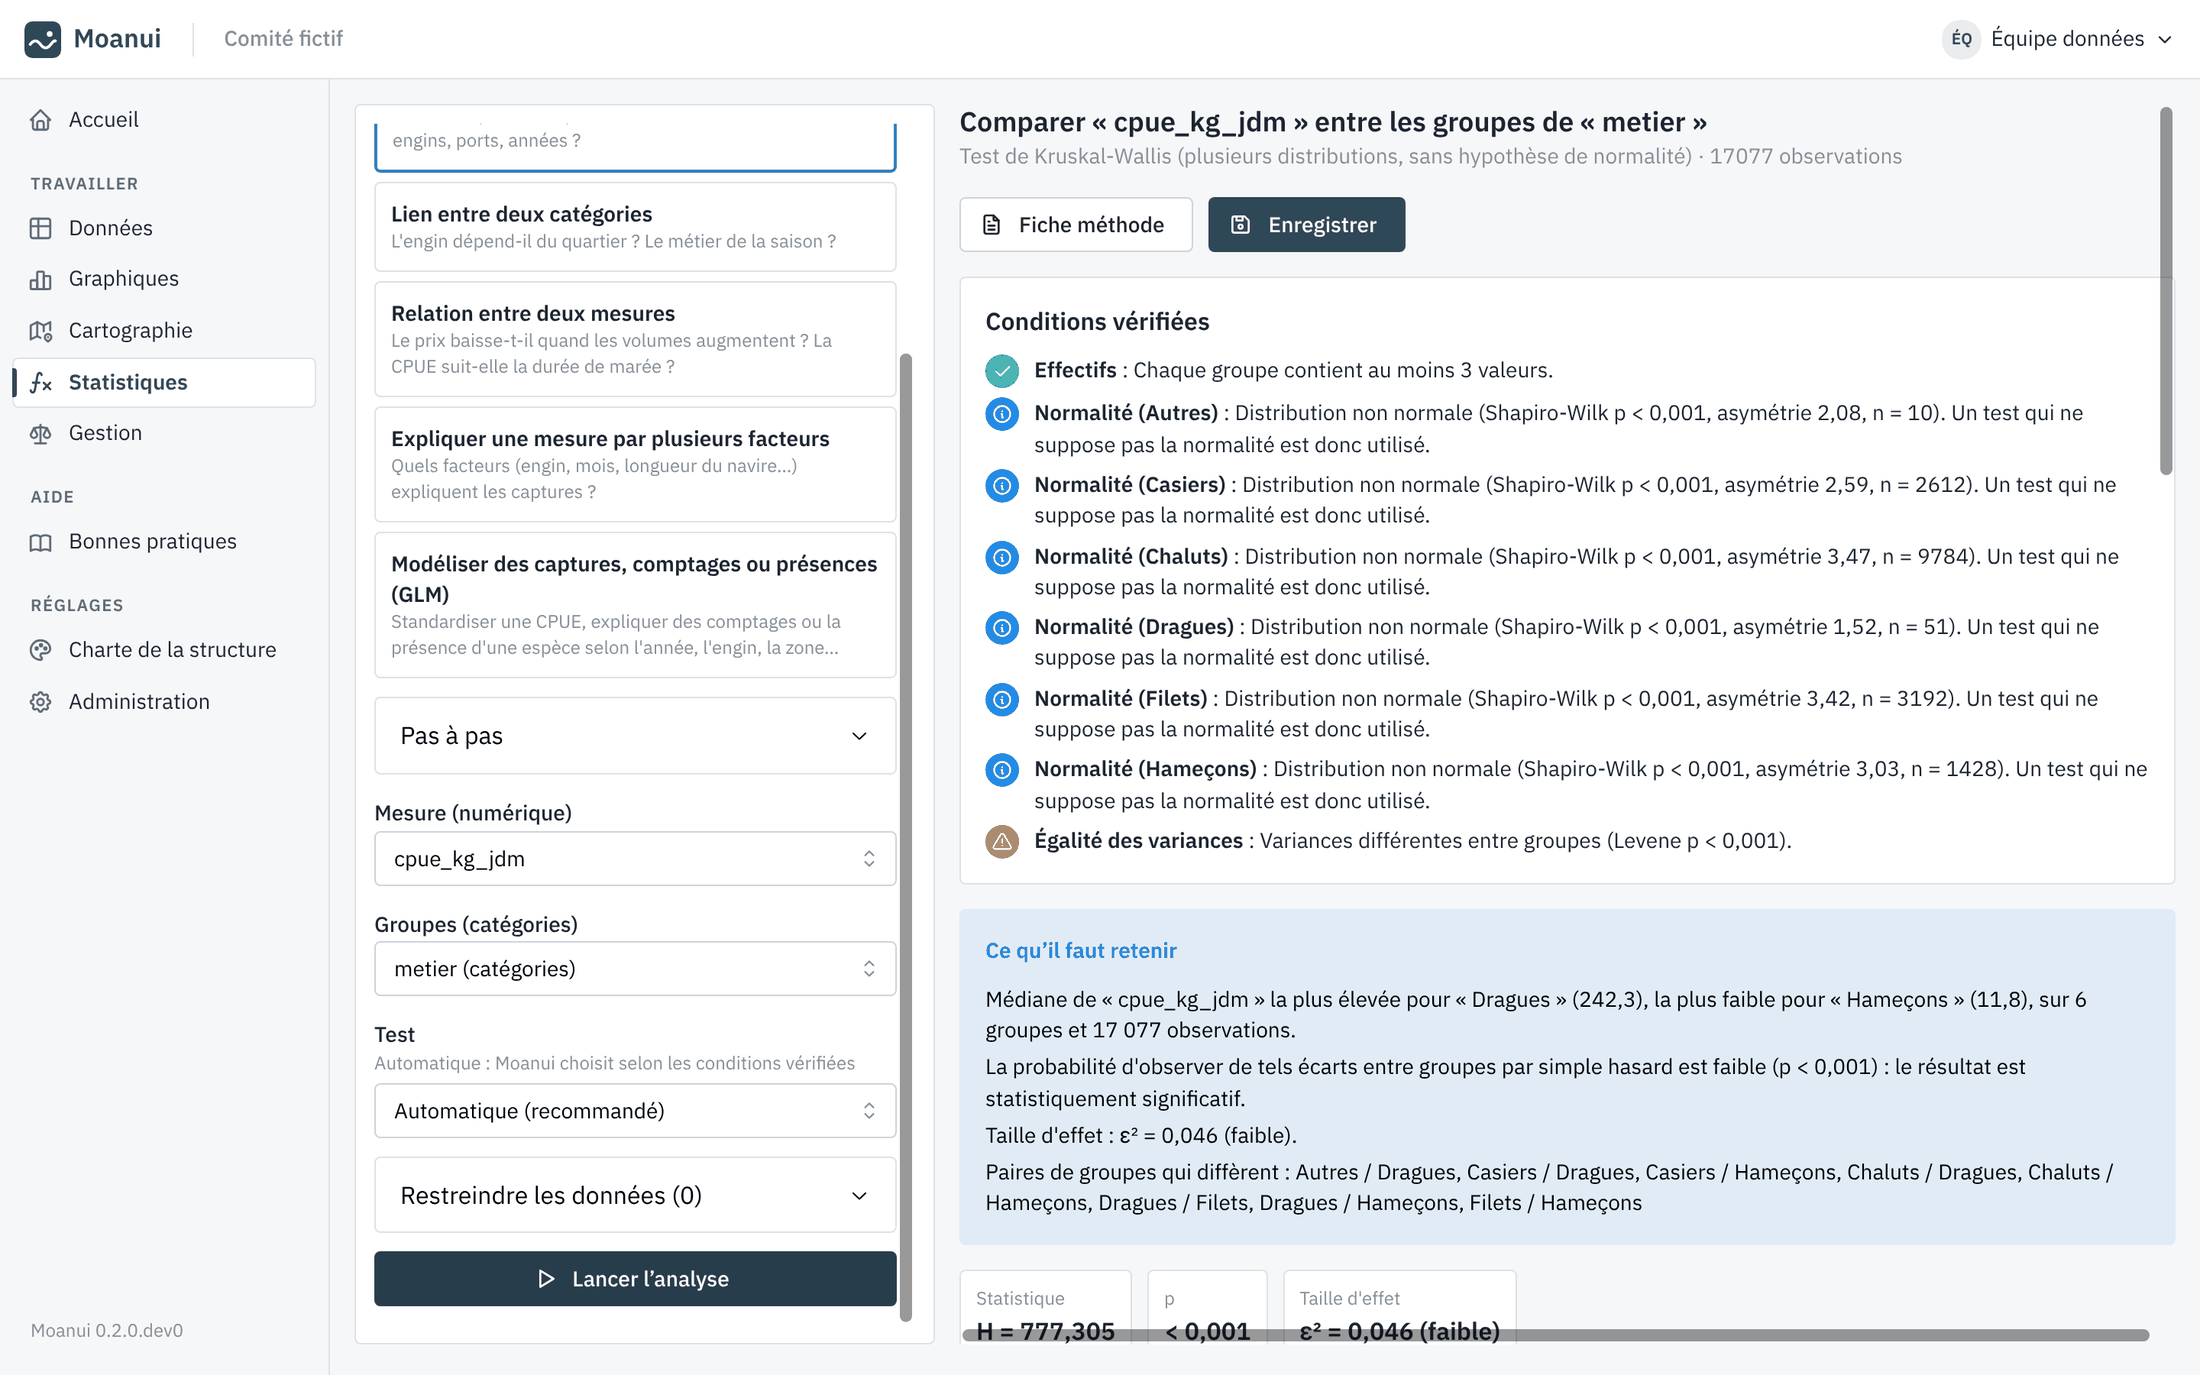 Moanui
Comité fictif
ÉQ
Équipe données
Accueil
TRAVAILLER
Données
Graphiques
Cartographie
Statistiques
Gestion
AIDE
Bonnes pratiques
RÉGLAGES
Charte de la structure
Administration
Moanui 0.2.0.dev0
engins, ports, années ?
Lien entre deux catégories
L'engin dépend-il du quartier ? Le métier de la saison ?
Relation entre deux mesures
Le prix baisse-t-il quand les volumes augmentent ? La
CPUE suit-elle la durée de marée ?
Expliquer une mesure par plusieurs facteurs
Quels facteurs (engin, mois, longueur du navire...)
expliquent les captures ?
Modéliser des captures, comptages ou présences
(GLM)
Standardiser une CPUE, expliquer des comptages ou la
présence d'une espèce selon l'année, l'engin, la zone...
Pas à pas
Mesure (numérique)
cpue_kg_jdm
Groupes (catégories)
metier (catégories)
Test
Automatique : Moanui choisit selon les conditions vérifiées
Automatique (recommandé)
Restreindre les données (0)
Lancer l’analyse
Comparer « cpue_kg_jdm » entre les groupes de « metier »
Test de Kruskal-Wallis (plusieurs distributions, sans hypothèse de normalité) · 17077 observations
Fiche méthode
Enregistrer
Conditions vérifiées
Effectifs : Chaque groupe contient au moins 3 valeurs.
Normalité (Autres) : Distribution non normale (Shapiro-Wilk p < 0,001, asymétrie 2,08, n = 10). Un test qui ne
suppose pas la normalité est donc utilisé.
Normalité (Casiers) : Distribution non normale (Shapiro-Wilk p < 0,001, asymétrie 2,59, n = 2612). Un test qui ne
suppose pas la normalité est donc utilisé.
Normalité (Chaluts) : Distribution non normale (Shapiro-Wilk p < 0,001, asymétrie 3,47, n = 9784). Un test qui ne
suppose pas la normalité est donc utilisé.
Normalité (Dragues) : Distribution non normale (Shapiro-Wilk p < 0,001, asymétrie 1,52, n = 51). Un test qui ne
suppose pas la normalité est donc utilisé.
Normalité (Filets) : Distribution non normale (Shapiro-Wilk p < 0,001, asymétrie 3,42, n = 3192). Un test qui ne
suppose pas la normalité est donc utilisé.
Normalité (Hameçons) : Distribution non normale (Shapiro-Wilk p < 0,001, asymétrie 3,03, n = 1428). Un test qui ne
suppose pas la normalité est donc utilisé.
Égalité des variances : Variances différentes entre groupes (Levene p < 0,001).
Ce qu’il faut retenir
Médiane de « cpue_kg_jdm » la plus élevée pour « Dragues » (242,3), la plus faible pour « Hameçons » (11,8), sur 6
groupes et 17 077 observations.
La probabilité d'observer de tels écarts entre groupes par simple hasard est faible (p < 0,001) : le résultat est
statistiquement significatif.
Taille d'effet : ε² = 0,046 (faible).
Paires de groupes qui diffèrent : Autres / Dragues, Casiers / Dragues, Casiers / Hameçons, Chaluts / Dragues, Chaluts /
Hameçons, Dragues / Filets, Dragues / Hameçons, Filets / Hameçons
Statistique
H = 777,305
p
< 0,001
Taille d'effet
ε² = 0,046 (faible)